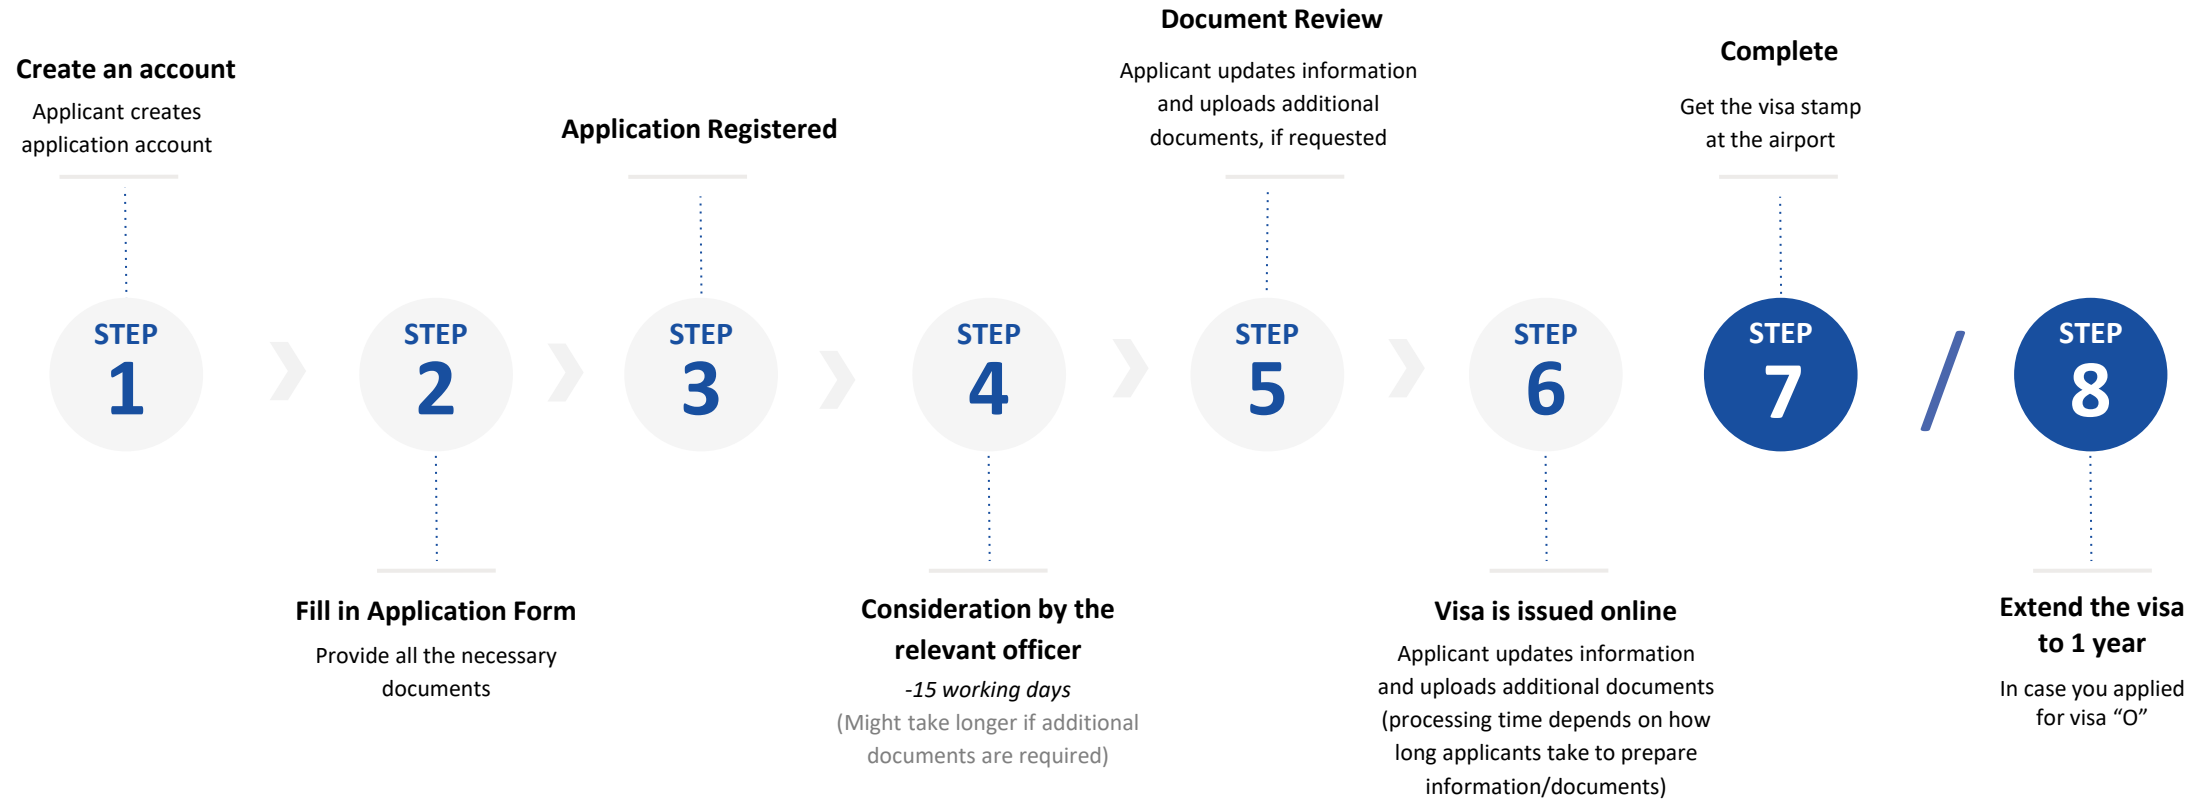 Create an account
Applicant creates
application account
STEP
1
Fill in Application Form
Provide all the necessary
documents
STEP
2
Application Registered
STEP
3
Consideration by the
relevant officer
-15 working days
(Might take longer if additional
documents are required)
STEP
4
Document Review
Applicant updates information
and uploads additional
documents, if requested
STEP
5
Visa is issued online
Applicant updates information
and uploads additional documents
(processing time depends on how
long applicants take to prepare
information/documents)
STEP
6
Complete
Get the visa stamp
at the airport
STEP
7
/
STEP
8
Extend the visa
to 1 year
In case you applied
for visa “O”